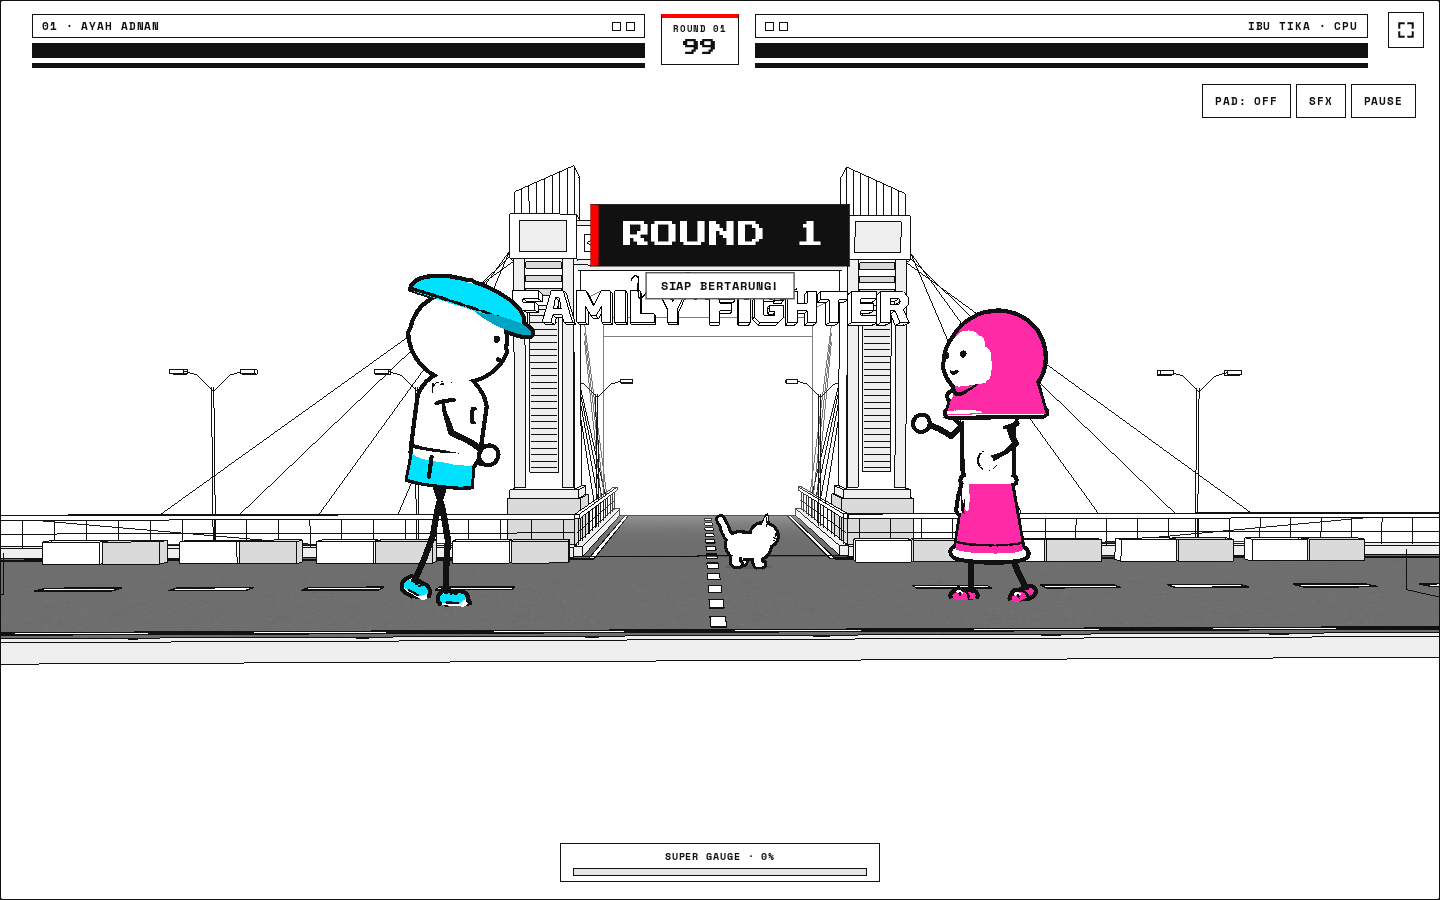 01 · AYAH ADNAN
ROUND 01
99
IBU TIKA · CPU
PAD: OFF
SFX
PAUSE
ROUND 1
SIAP BERTARUNG!
FAMILY FIGHTER
SUPER GAUGE · 0%